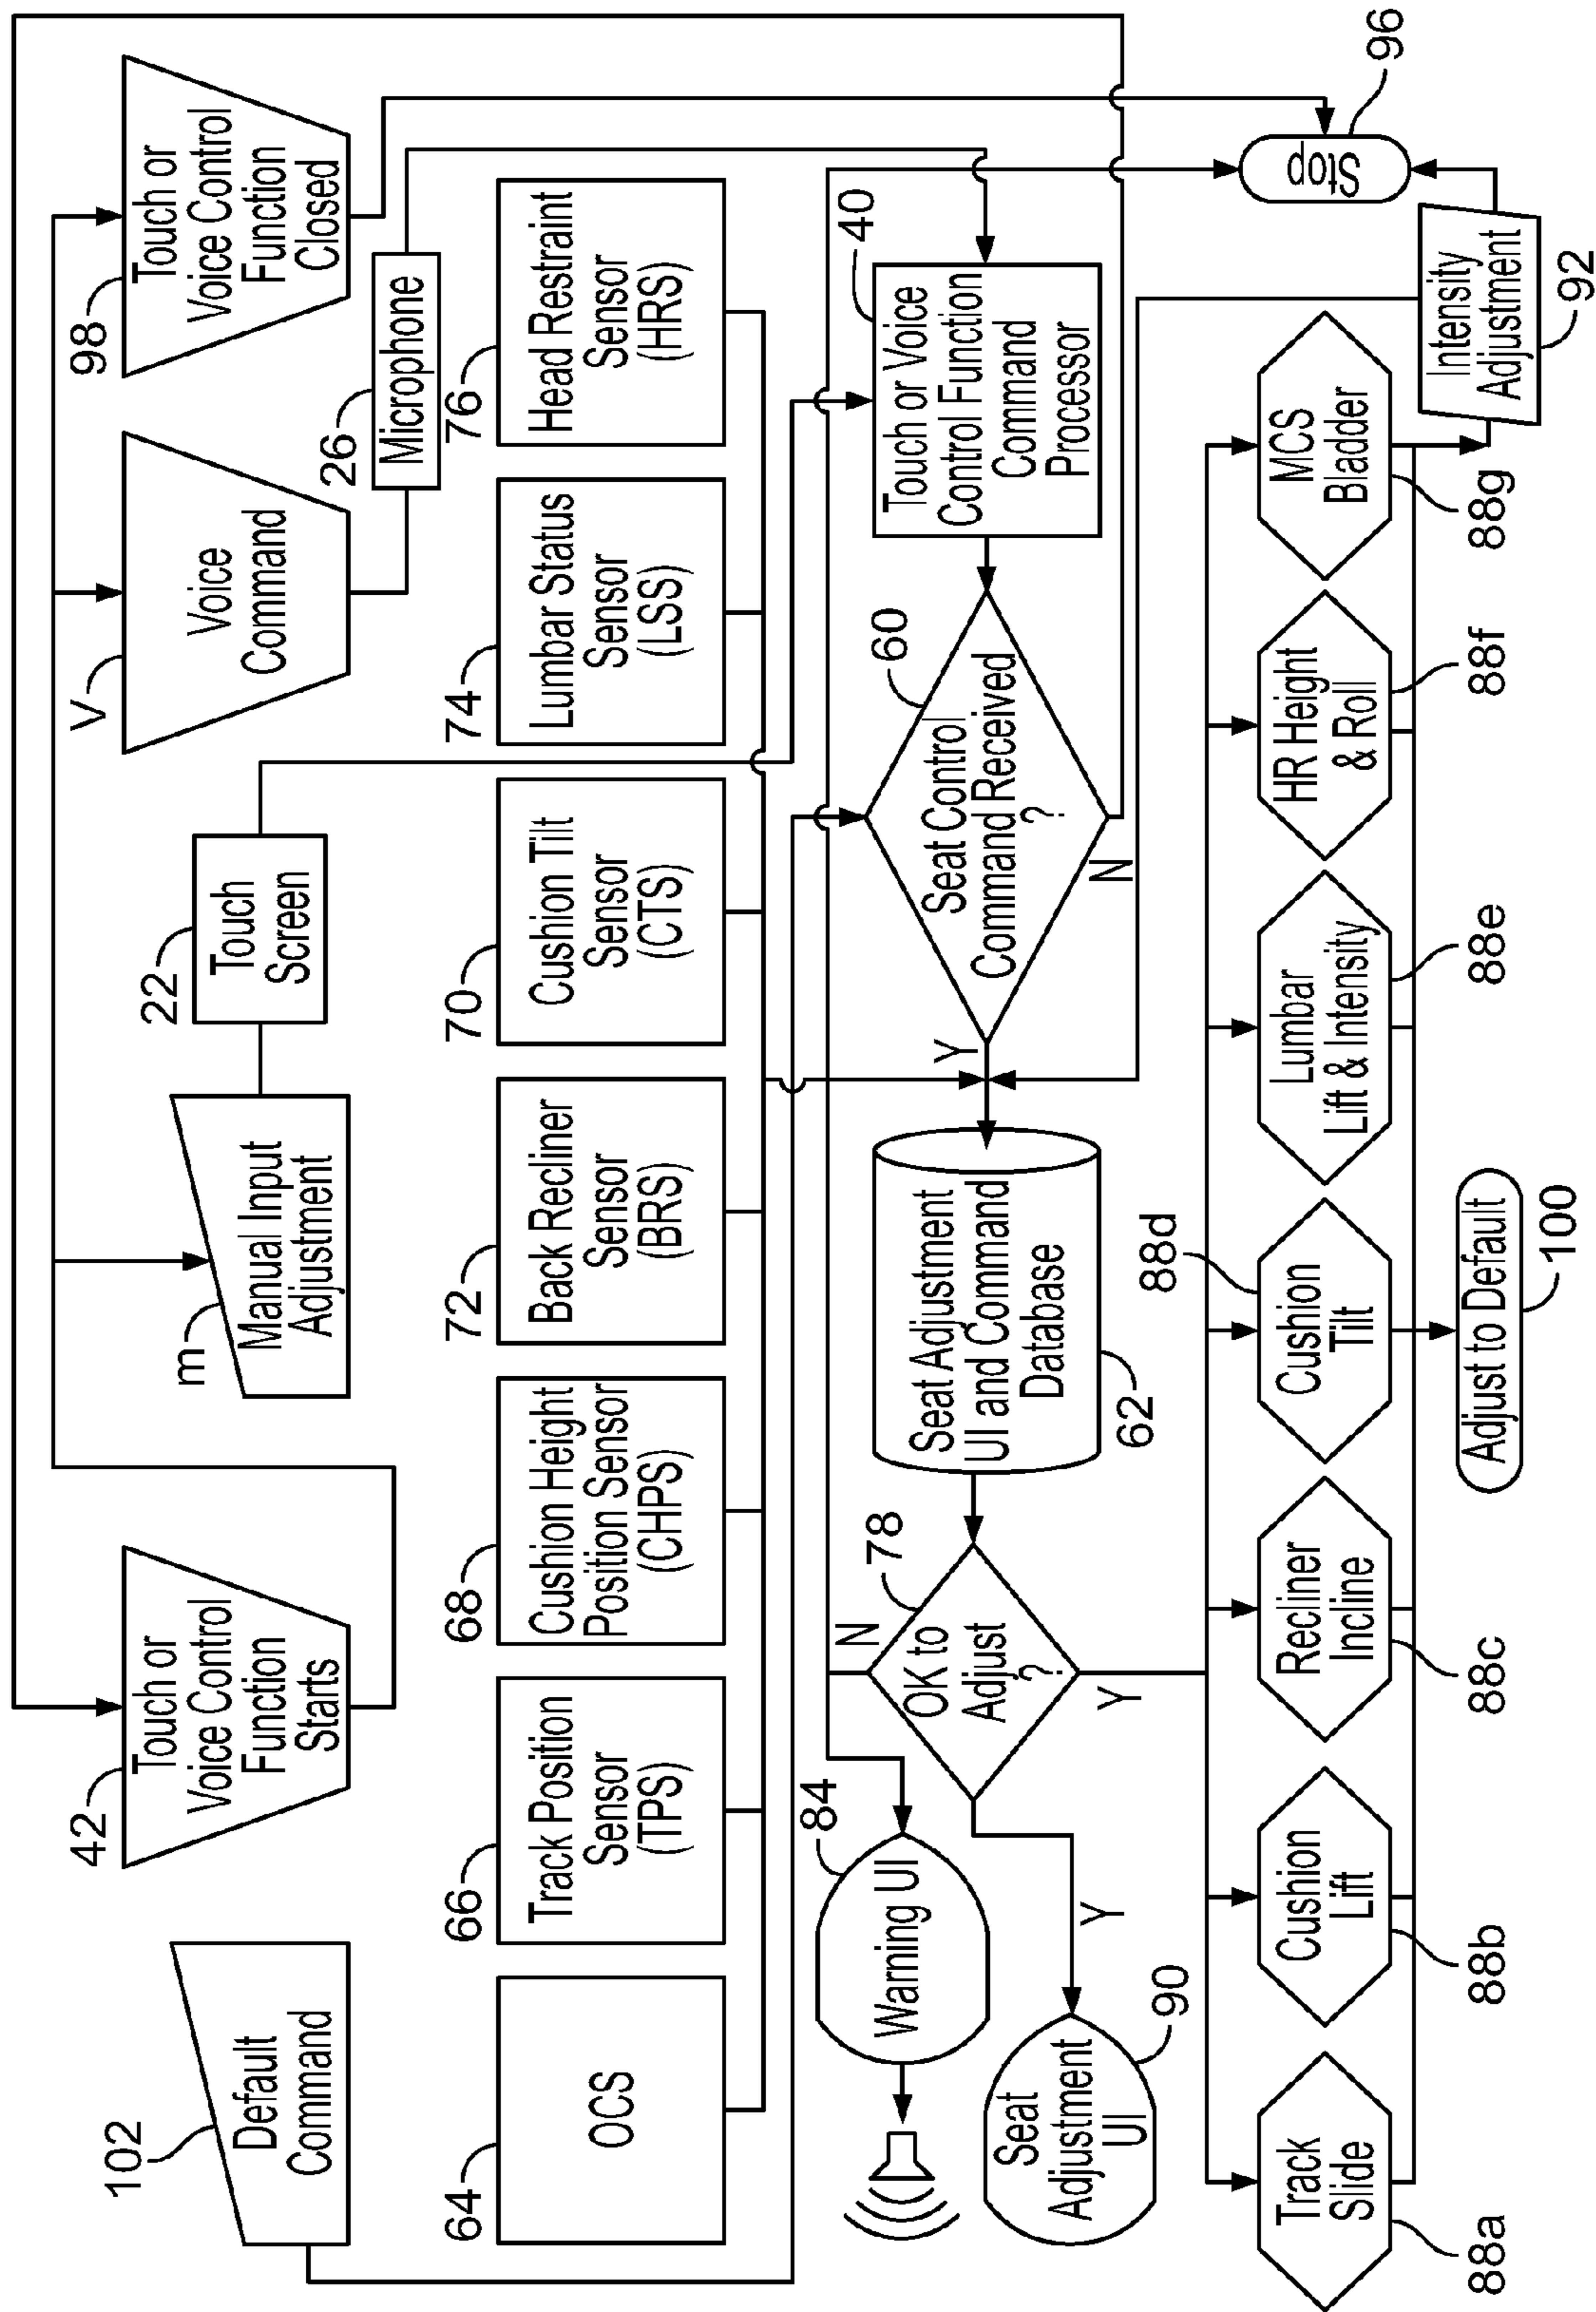 102
Default
Command
42
Touch or
Voice Control
Function
Starts
m
Manual Input
Adjustment
22
Touch
Screen
V
Voice
Command
98
Touch or
Voice Control
Function
Closed
26
Microphone
64
OCS
66
Track Position
Sensor
(TPS)
68
Cushion Height
Position Sensor
(CHPS)
72
Back Recliner
Sensor
(BRS)
70
Cushion Tilt
Sensor
(CTS)
74
Lumbar Status
Sensor
(LSS)
76
Head Restraint
Sensor
(HRS)
84
Warning UI
N
78
OK to
Adjust
?
Y
Y
Seat
Adjustment
UI
90
Seat Adjustment
UI and Command
Database
62
Y
60
Seat Control
Command Received
?
N
40
Touch or Voice
Control Function
Command
Processor
Stop
96
Track
Slide
88a
Cushion
Lift
88b
Recliner
Incline
88c
Cushion
Tilt
88d
Lumbar
Lift & Intensity
88e
HR Height
& Roll
88f
MCS
Bladder
88g
Intensity
Adjustment
92
Adjust to Default
100